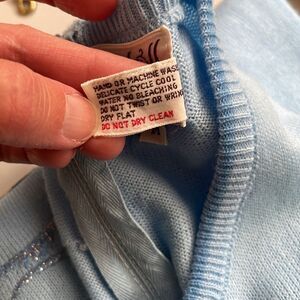 HAND OR MACHINE WASH
DELICATE CYCLE COOL
WATER NO BLEACHING
DO NOT TWIST OR WRIN
DRY FLAT
DO NOT DRY CLEAN